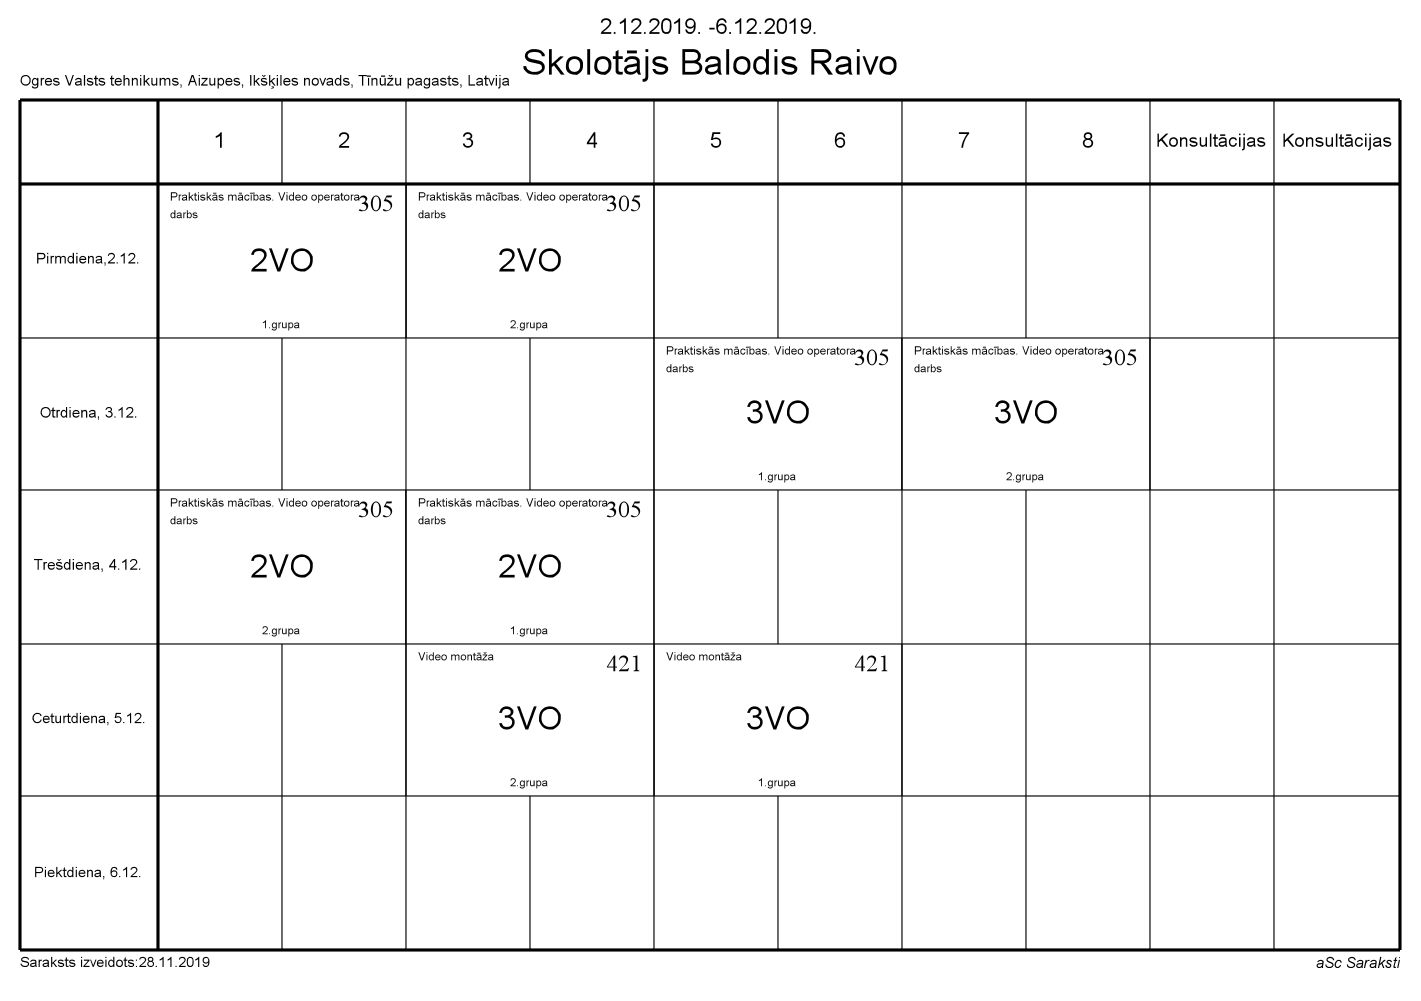 2.12.2019. -6.12.2019.
Skolotājs Balodis Raivo
Ogres Valsts tehnikums, Aizupes, Ikšķiles novads, Tīnūžu pagasts, Latvija
1 2 3 4 5 6 7 8 Konsultācijas Konsultācijas
Pirmdiena,2.12.
Praktiskās mācības. Video operatora 305
darbs
2VO
1.grupa
Praktiskās mācības. Video operatora 305
darbs
2VO
2.grupa
Otrdiena, 3.12.
Praktiskās mācības. Video operatora 305
darbs
3VO
1.grupa
Praktiskās mācības. Video operatora 305
darbs
3VO
2.grupa
Trešdiena, 4.12.
Praktiskās mācības. Video operatora 305
darbs
2VO
2.grupa
Praktiskās mācības. Video operatora 305
darbs
2VO
1.grupa
Ceturtdiena, 5.12.
Video montāža 421
3VO
2.grupa
Video montāža 421
3VO
1.grupa
Piektdiena, 6.12.
Saraksts izveidots:28.11.2019
aSc Saraksti